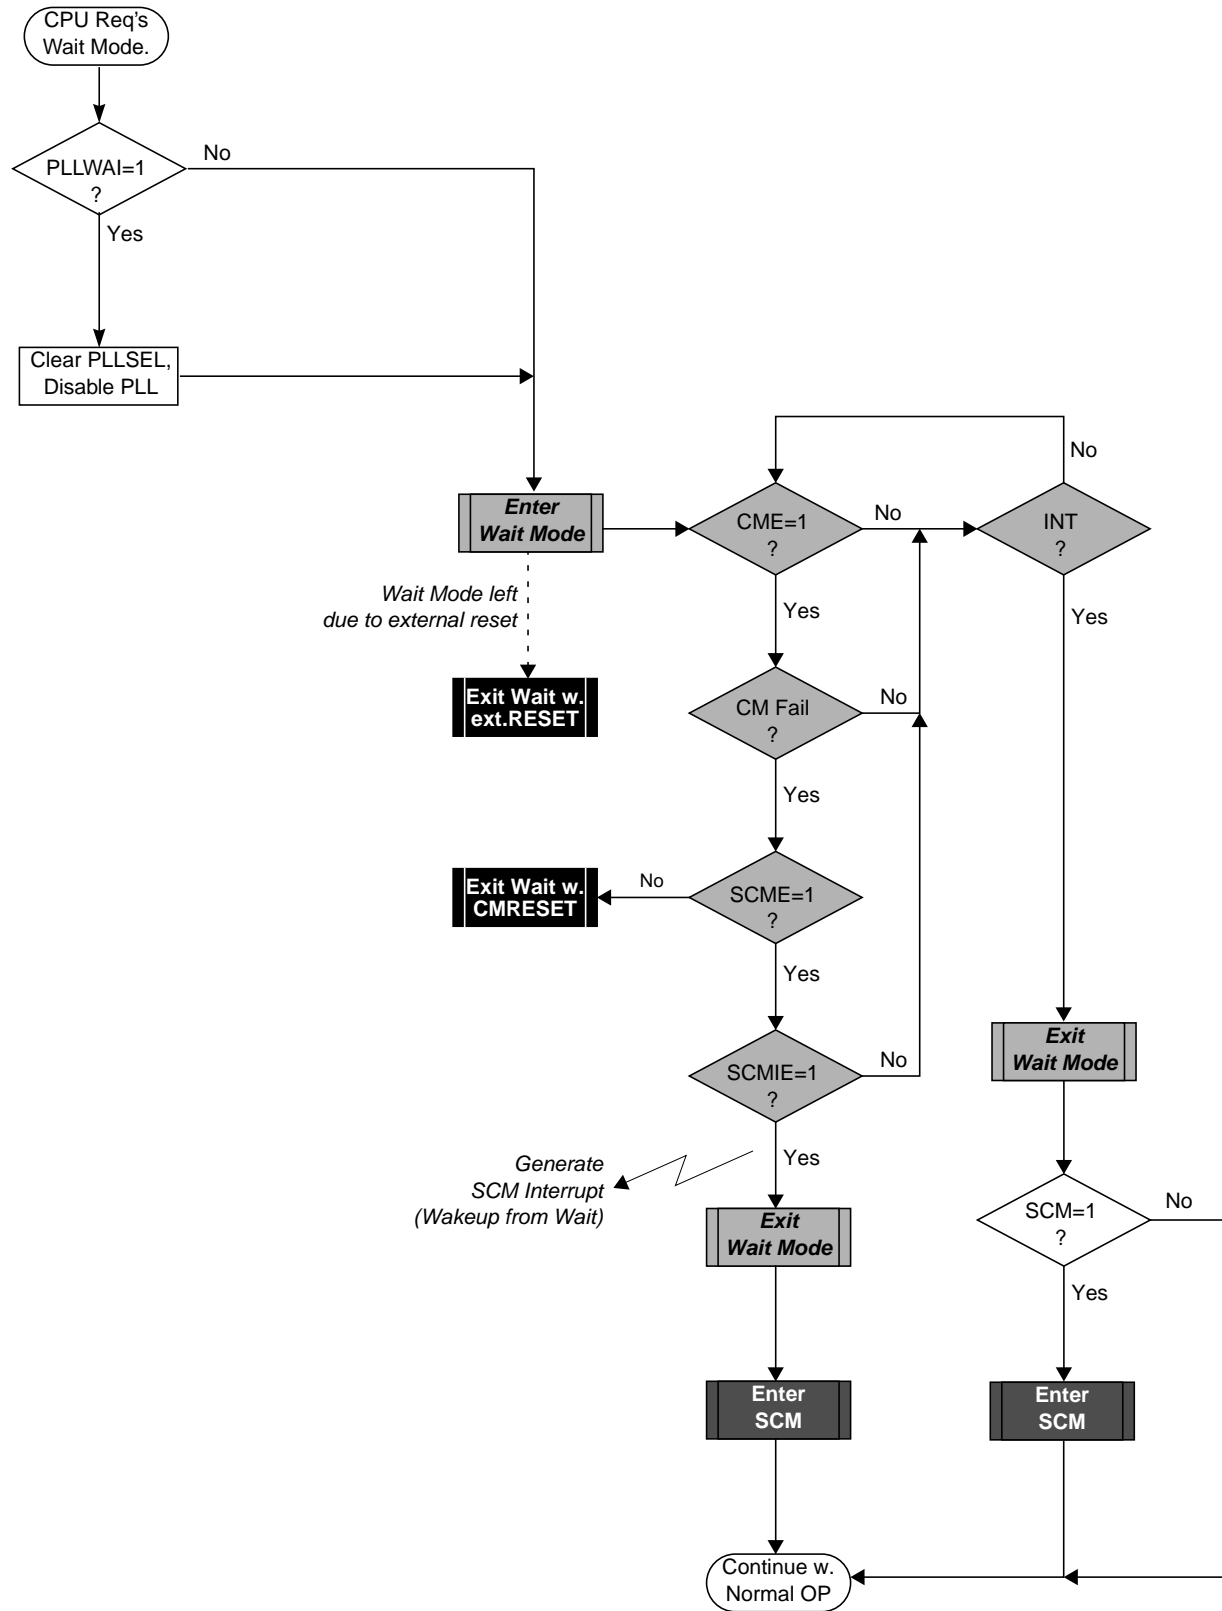 CPU Req's
Wait Mode.
No
PLLWAI=1
?
Yes
Clear PLLSEL,
Disable PLL
No
Enter
Wait Mode
CME=1
?
No
INT
?
Wait Mode left
due to external reset
Yes
Yes
Exit Wait w.
ext.RESET
CM Fail
?
No
Yes
Exit Wait w.
CMRESET
No
SCME=1
?
Yes
SCMIE=1
?
No
Exit
Wait Mode
Generate
SCM Interrupt
(Wakeup from Wait)
Yes
Exit
Wait Mode
SCM=1
?
No
Yes
Enter
SCM
Enter
SCM
Continue w.
Normal OP